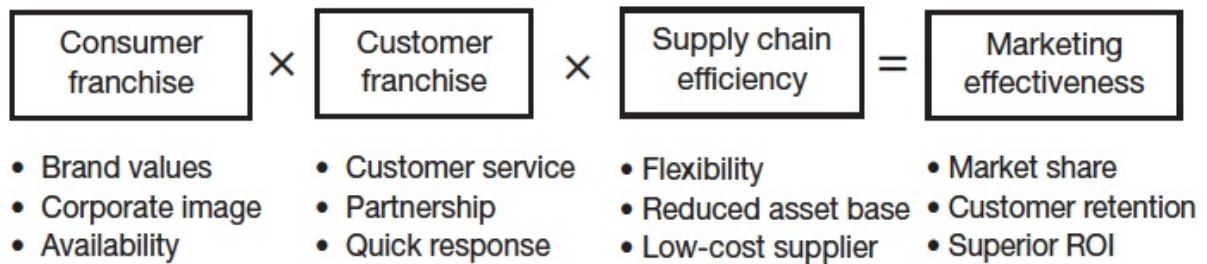 Consumer
franchise
×
Customer
franchise
×
Supply chain
efficiency
=
Marketing
effectiveness
• Brand values
• Corporate image
• Availability
• Customer service
• Partnership
• Quick response
• Flexibility
• Reduced asset base
• Low-cost supplier
• Market share
• Customer retention
• Superior ROI